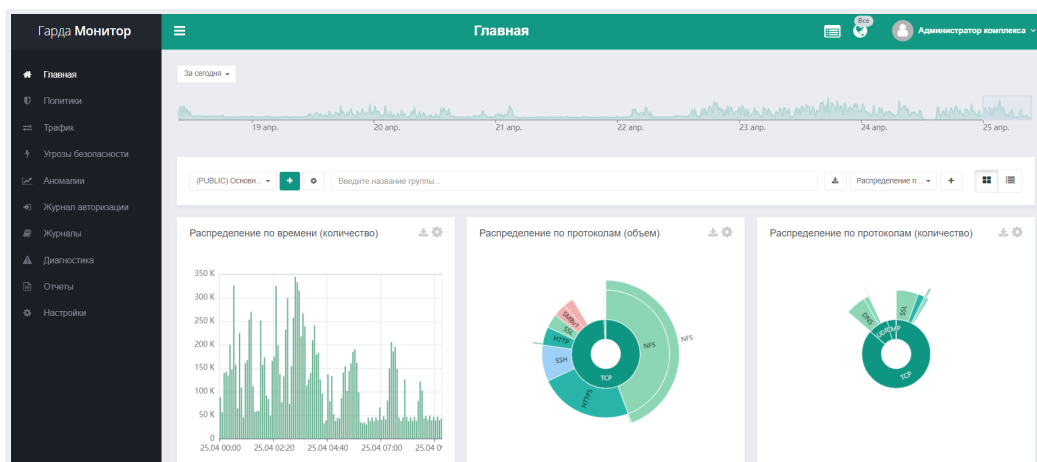 Гарда Монитор
Главная
Все
Администратор комплекса
Главная
Политики
Трафик
Угрозы безопасности
Аномалии
Журнал авторизации
Журналы
Диагностика
Отчеты
Настройки
За сегодня
19 апр.
20 апр.
21 апр.
22 апр.
23 апр.
24 апр.
25 апр.
(PUBLIC) Основн...
Введите название группы...
Распределение п...
Распределение по времени (количество)
350 K
300 K
250 K
200 K
150 K
100 K
50 K
0
25.04 00:00
25.04 02:20
25.04 04:40
25.04 07:00
Распределение по протоколам (объем)
SMBv1
SSL
HTTP
SSH
HTTPS
TCP
NFS
NFS
Распределение по протоколам (количество)
DNS
SSL
UDP
TCP